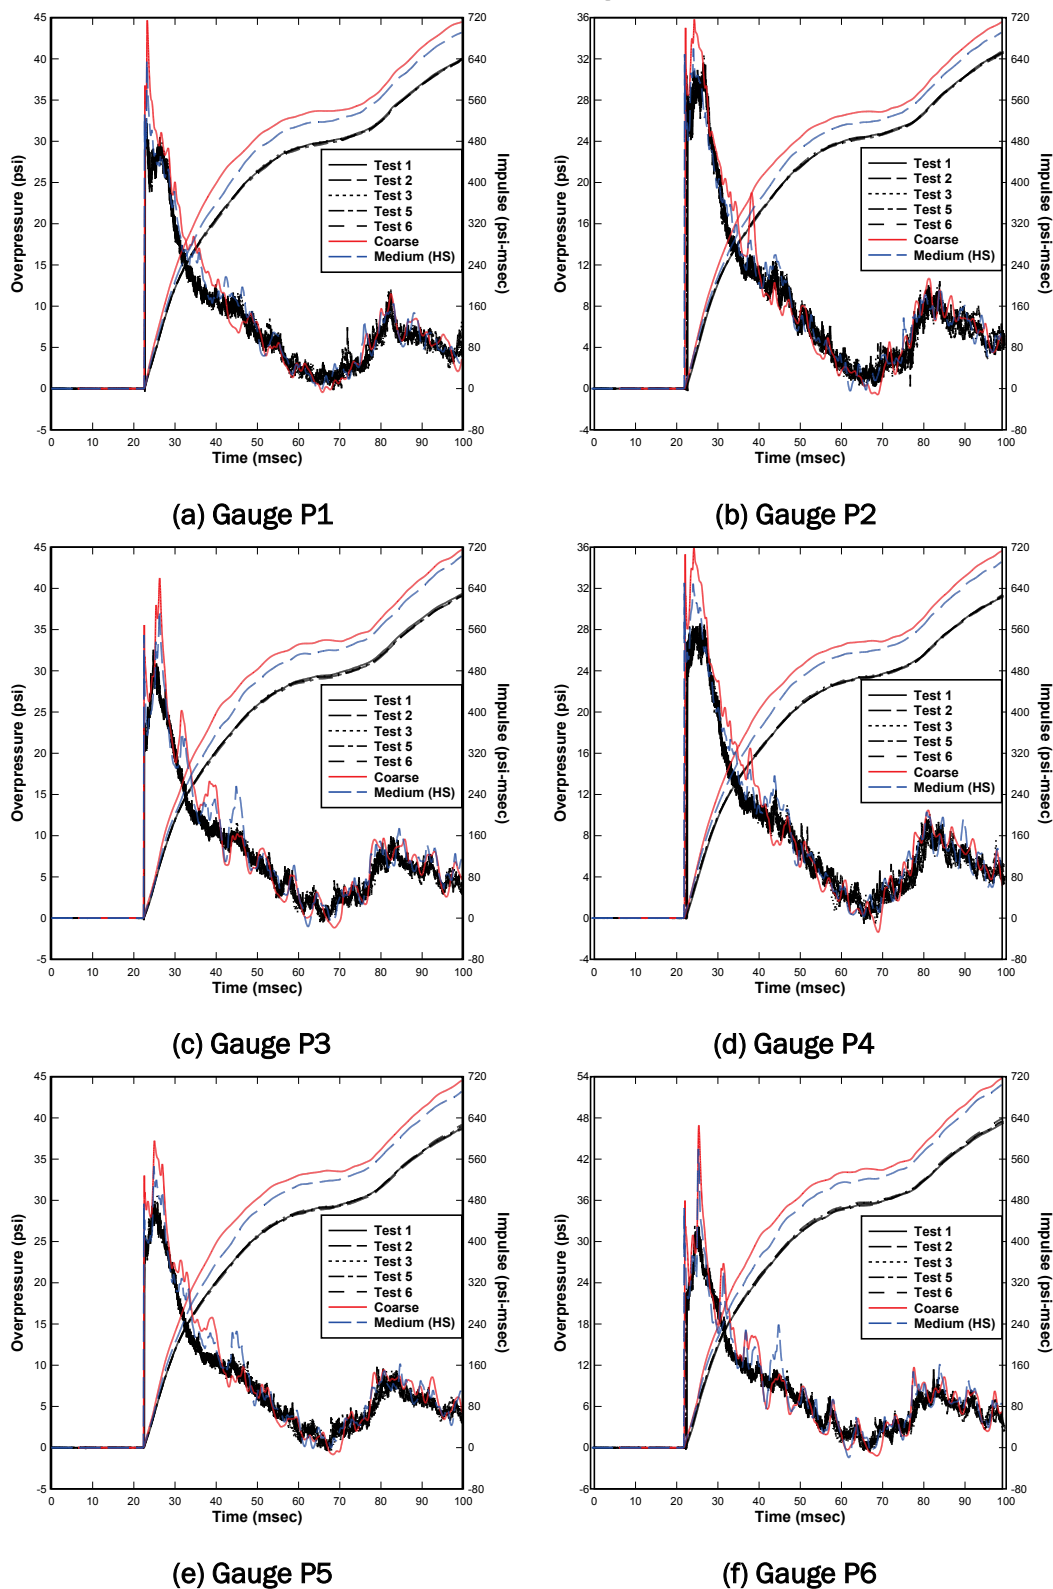 45
40
35
30
25
20
15
10
5
0
-5
Overpressure (psi)
720
640
560
480
400
320
240
160
80
0
-80
Impulse (psi-msec)
Test 1
Test 2
Test 3
Test 5
Test 6
Coarse
Medium (HS)
0 10 20 30 40 50 60 70 80 90 100
Time (msec)
(a) Gauge P1
36
32
28
24
20
16
12
8
4
0
-4
Overpressure (psi)
720
640
560
480
400
320
240
160
80
0
-80
Impulse (psi-msec)
Test 1
Test 2
Test 3
Test 5
Test 6
Coarse
Medium (HS)
0 10 20 30 40 50 60 70 80 90 100
Time (msec)
(b) Gauge P2
45
40
35
30
25
20
15
10
5
0
-5
Overpressure (psi)
720
640
560
480
400
320
240
160
80
0
-80
Impulse (psi-msec)
Test 1
Test 2
Test 3
Test 5
Test 6
Coarse
Medium (HS)
0 10 20 30 40 50 60 70 80 90 100
Time (msec)
(c) Gauge P3
36
32
28
24
20
16
12
8
4
0
-4
Overpressure (psi)
720
640
560
480
400
320
240
160
80
0
-80
Impulse (psi-msec)
Test 1
Test 2
Test 3
Test 5
Test 6
Coarse
Medium (HS)
0 10 20 30 40 50 60 70 80 90 100
Time (msec)
(d) Gauge P4
45
40
35
30
25
20
15
10
5
0
-5
Overpressure (psi)
720
640
560
480
400
320
240
160
80
0
-80
Impulse (psi-msec)
Test 1
Test 2
Test 3
Test 5
Test 6
Coarse
Medium (HS)
0 10 20 30 40 50 60 70 80 90 100
Time (msec)
(e) Gauge P5
54
48
42
36
30
24
18
12
6
0
-6
Overpressure (psi)
720
640
560
480
400
320
240
160
80
0
-80
Impulse (psi-msec)
Test 1
Test 2
Test 3
Test 5
Test 6
Coarse
Medium (HS)
0 10 20 30 40 50 60 70 80 90 100
Time (msec)
(f) Gauge P6